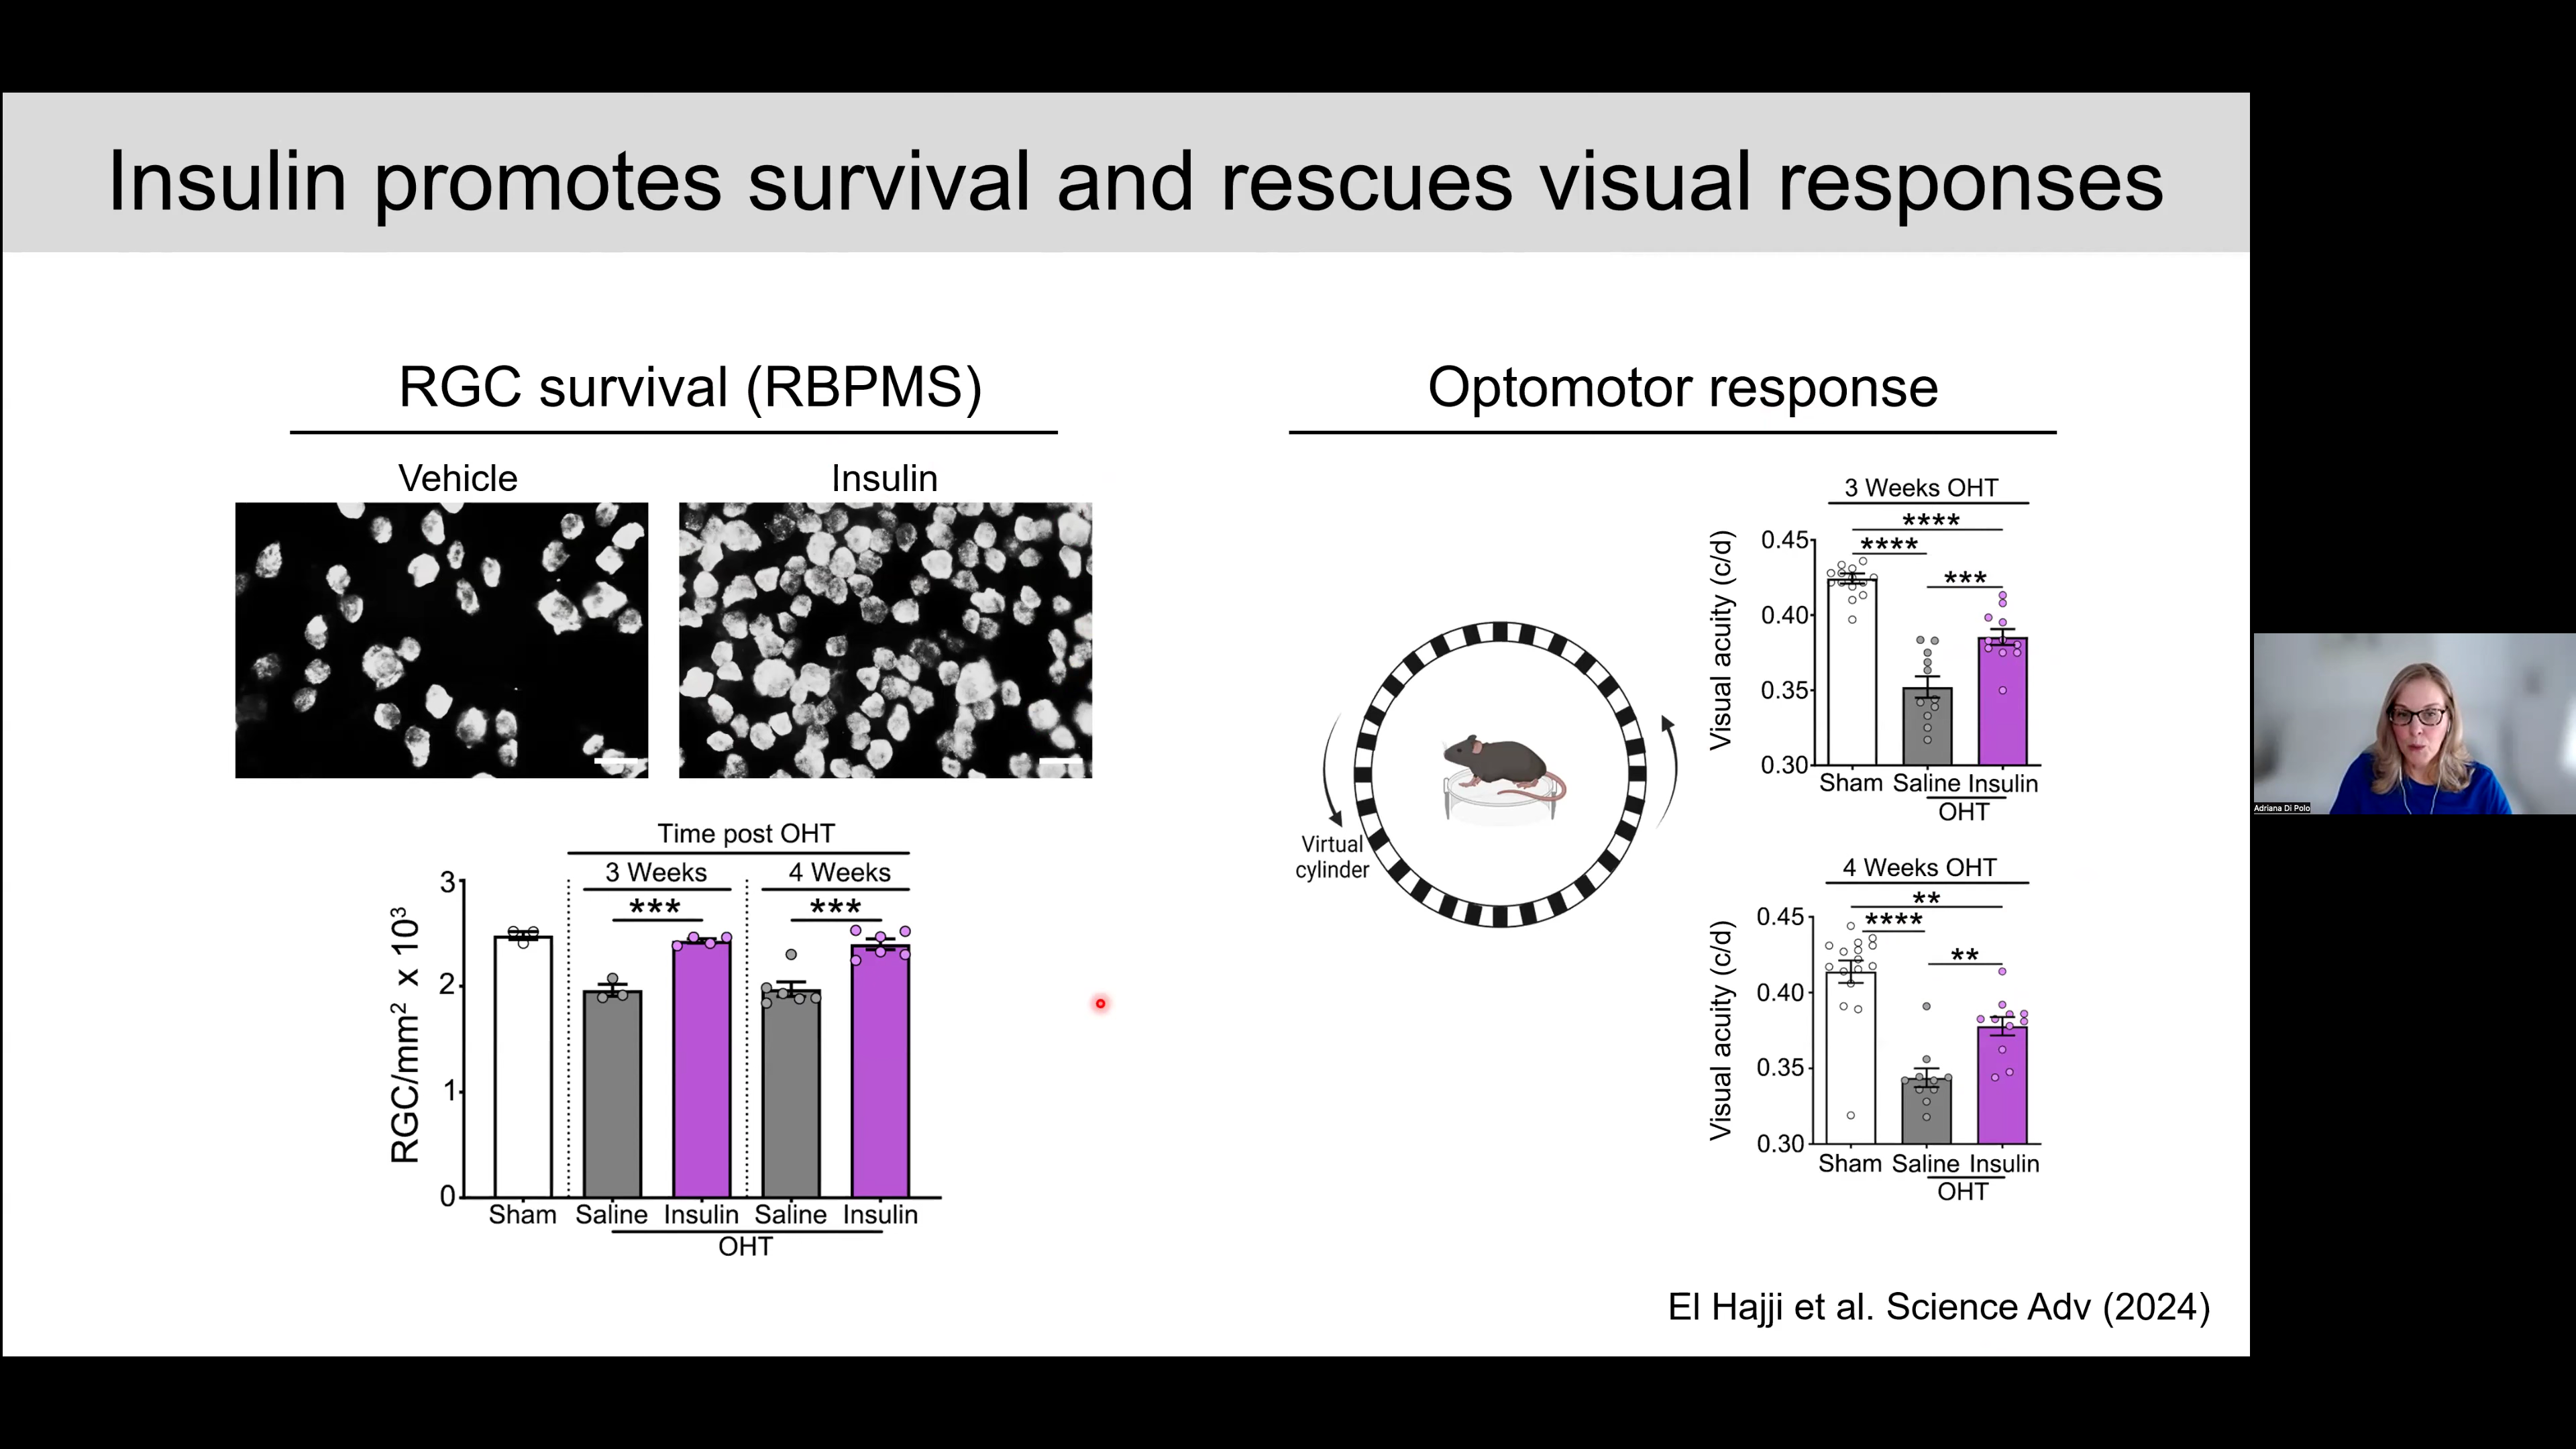 Insulin promotes survival and rescues visual responses
RGC survival (RBPMS)
Vehicle
Insulin
Time post OHT
3 Weeks
4 Weeks
***
***
RGC/mm² x 10³
3
2
1
0
Sham
Saline
Insulin
Saline
Insulin
OHT
Optomotor response
Virtual
cylinder
3 Weeks OHT
****
****
***
Visual acuity (c/d)
0.45
0.40
0.35
0.30
Sham
Saline
Insulin
OHT
4 Weeks OHT
**
****
**
Visual acuity (c/d)
0.45
0.40
0.35
0.30
Sham
Saline
Insulin
OHT
El Hajji et al. Science Adv (2024)
Adriana Di Polo